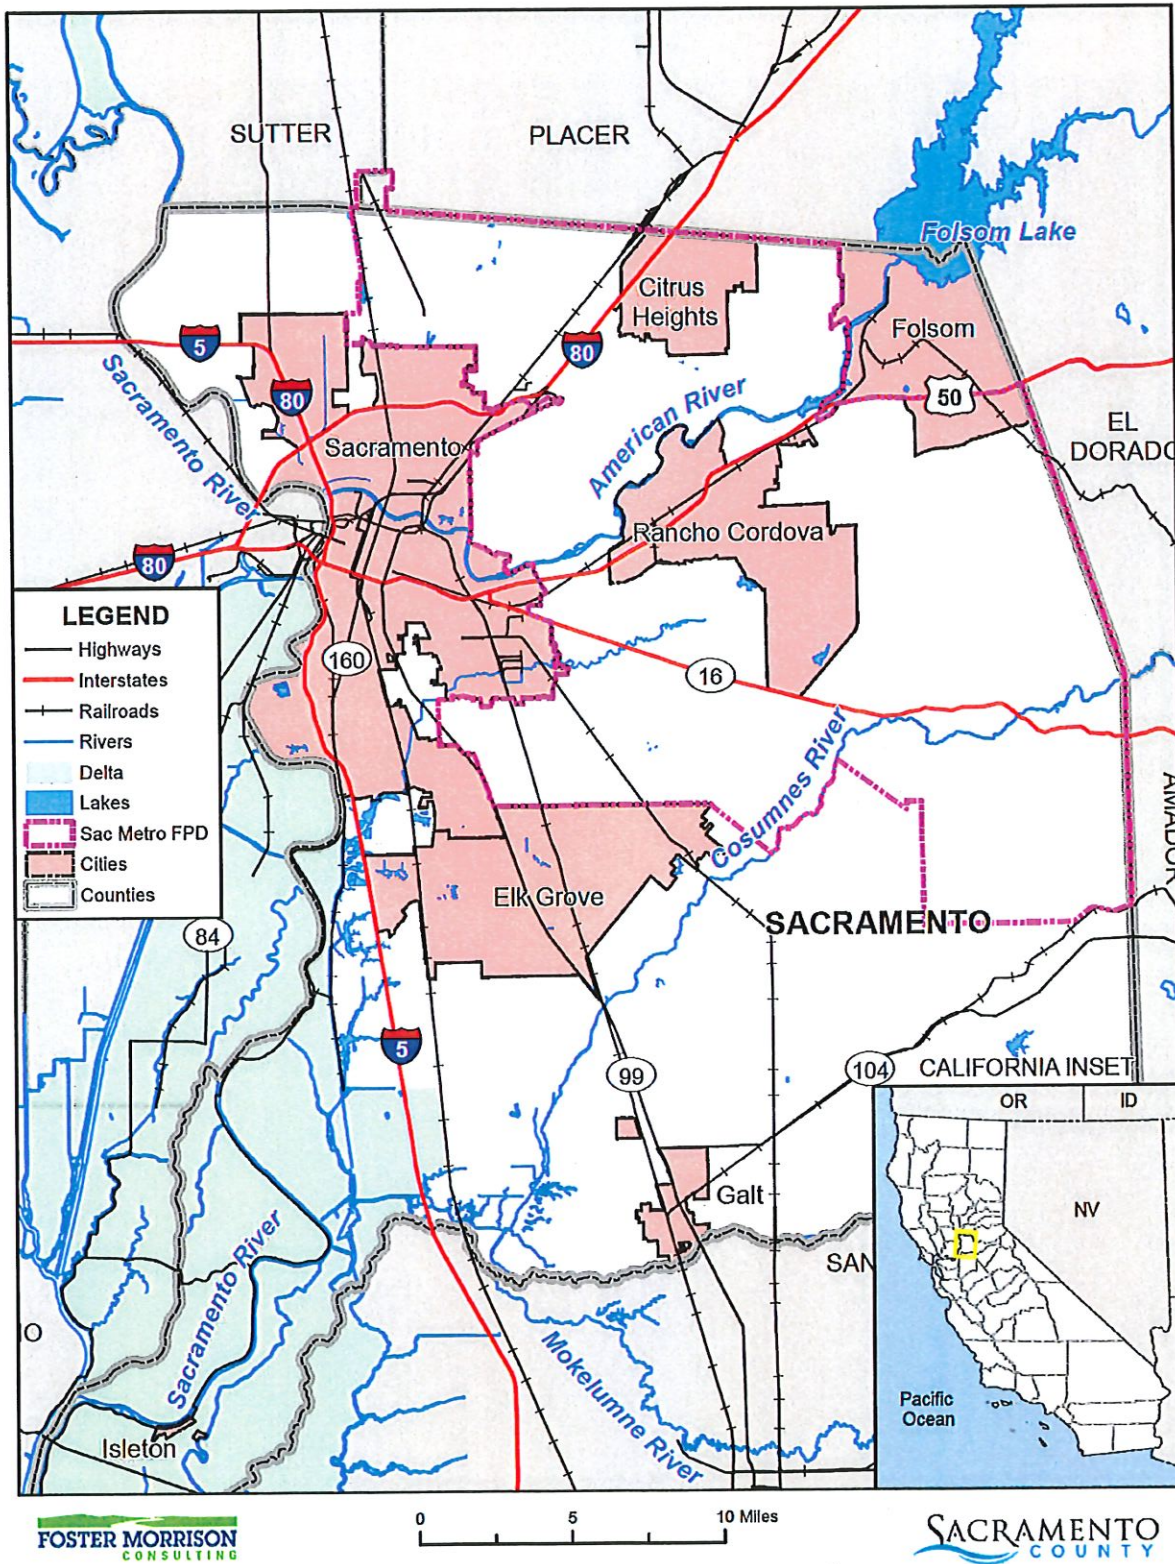 SUTTER
PLACER
Folsom Lake
Citrus
Heights
Folsom
5
80
80
50
Sacramento River
American River
EL
DORADO
Sacramento
Rancho Cordova
80
LEGEND
Highways
Interstates
Railroads
Rivers
Delta
Lakes
Sac Metro FPD
Cities
Counties
160
16
Cosumnes River
AMADOR
Elk Grove
SACRAMENTO
84
5
99
104
CALIFORNIA INSET
OR
ID
NV
Galt
SAN
Sacramento River
Mokelumne River
IO
Isleton
Pacific
Ocean
FOSTER MORRISON
CONSULTING
0 5 10 Miles
SACRAMENTO
COUNTY